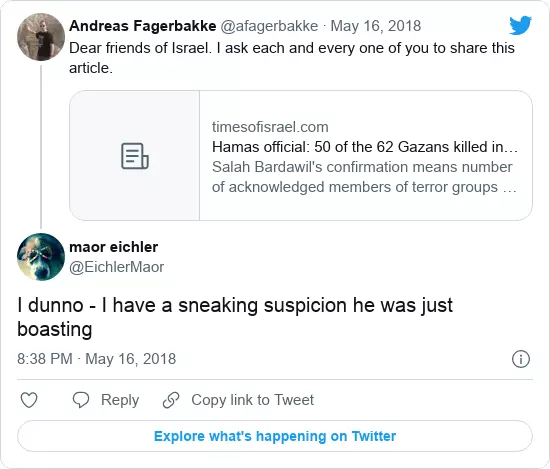 Andreas Fagerbakke @afagerbakke · May 16, 2018
Dear friends of Israel. I ask each and every one of you to share this
article.
timesofisrael.com
Hamas official: 50 of the 62 Gazans killed in...
Salah Bardawil's confirmation means number
of acknowledged members of terror groups ...
maor eichler
@EichlerMaor
I dunno - I have a sneaking suspicion he was just
boasting
8:38 PM · May 16, 2018
Reply
Copy link to Tweet
Explore what's happening on Twitter